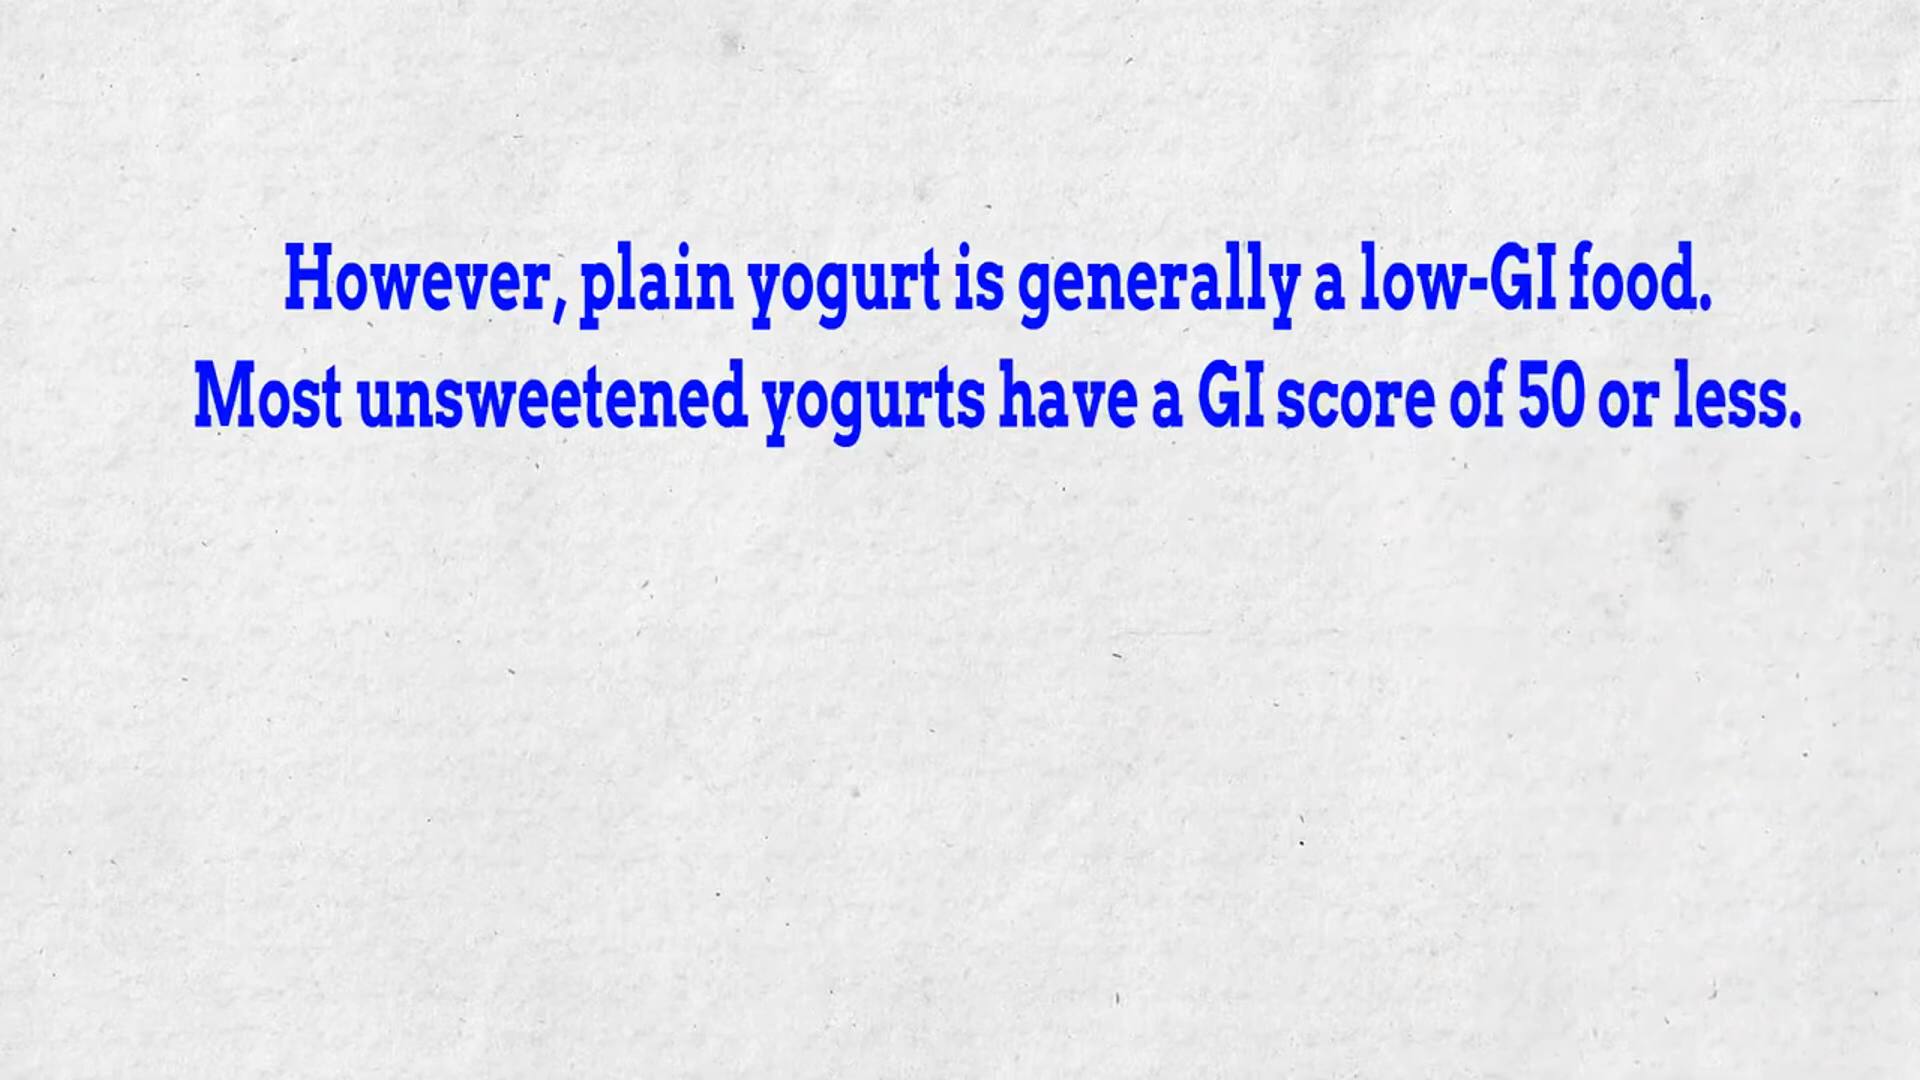 However, plain yogurt is generally a low-GI food.
Most unsweetened yogurts have a GI score of 50 or less.